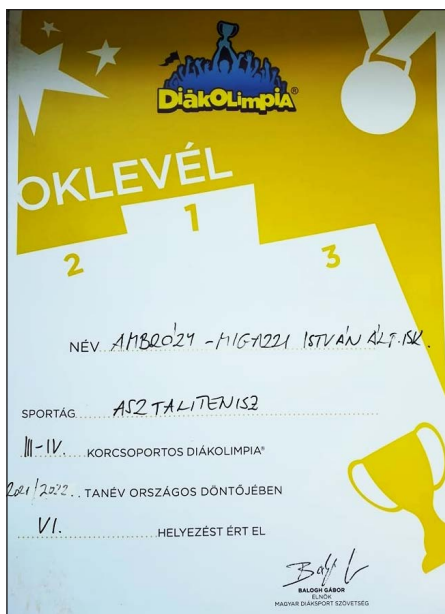 DiákOlimpiA®
OKLEVÉL
1
2
3
NÉV AMBRÓZY - MIGAZZI ISTVÁN ÁLT. ISK.
SPORTÁG ASZTALITENISZ
III-IV. KORCSOPORTOS DIÁKOLIMPIA®
2021/2022.. TANÉV ORSZÁGOS DÖNTŐJÉBEN
VI. HELYEZÉST ÉRT EL
BALOGH GÁBOR
ELNÖK
MAGYAR DIÁKSPORT SZÖVETSÉG